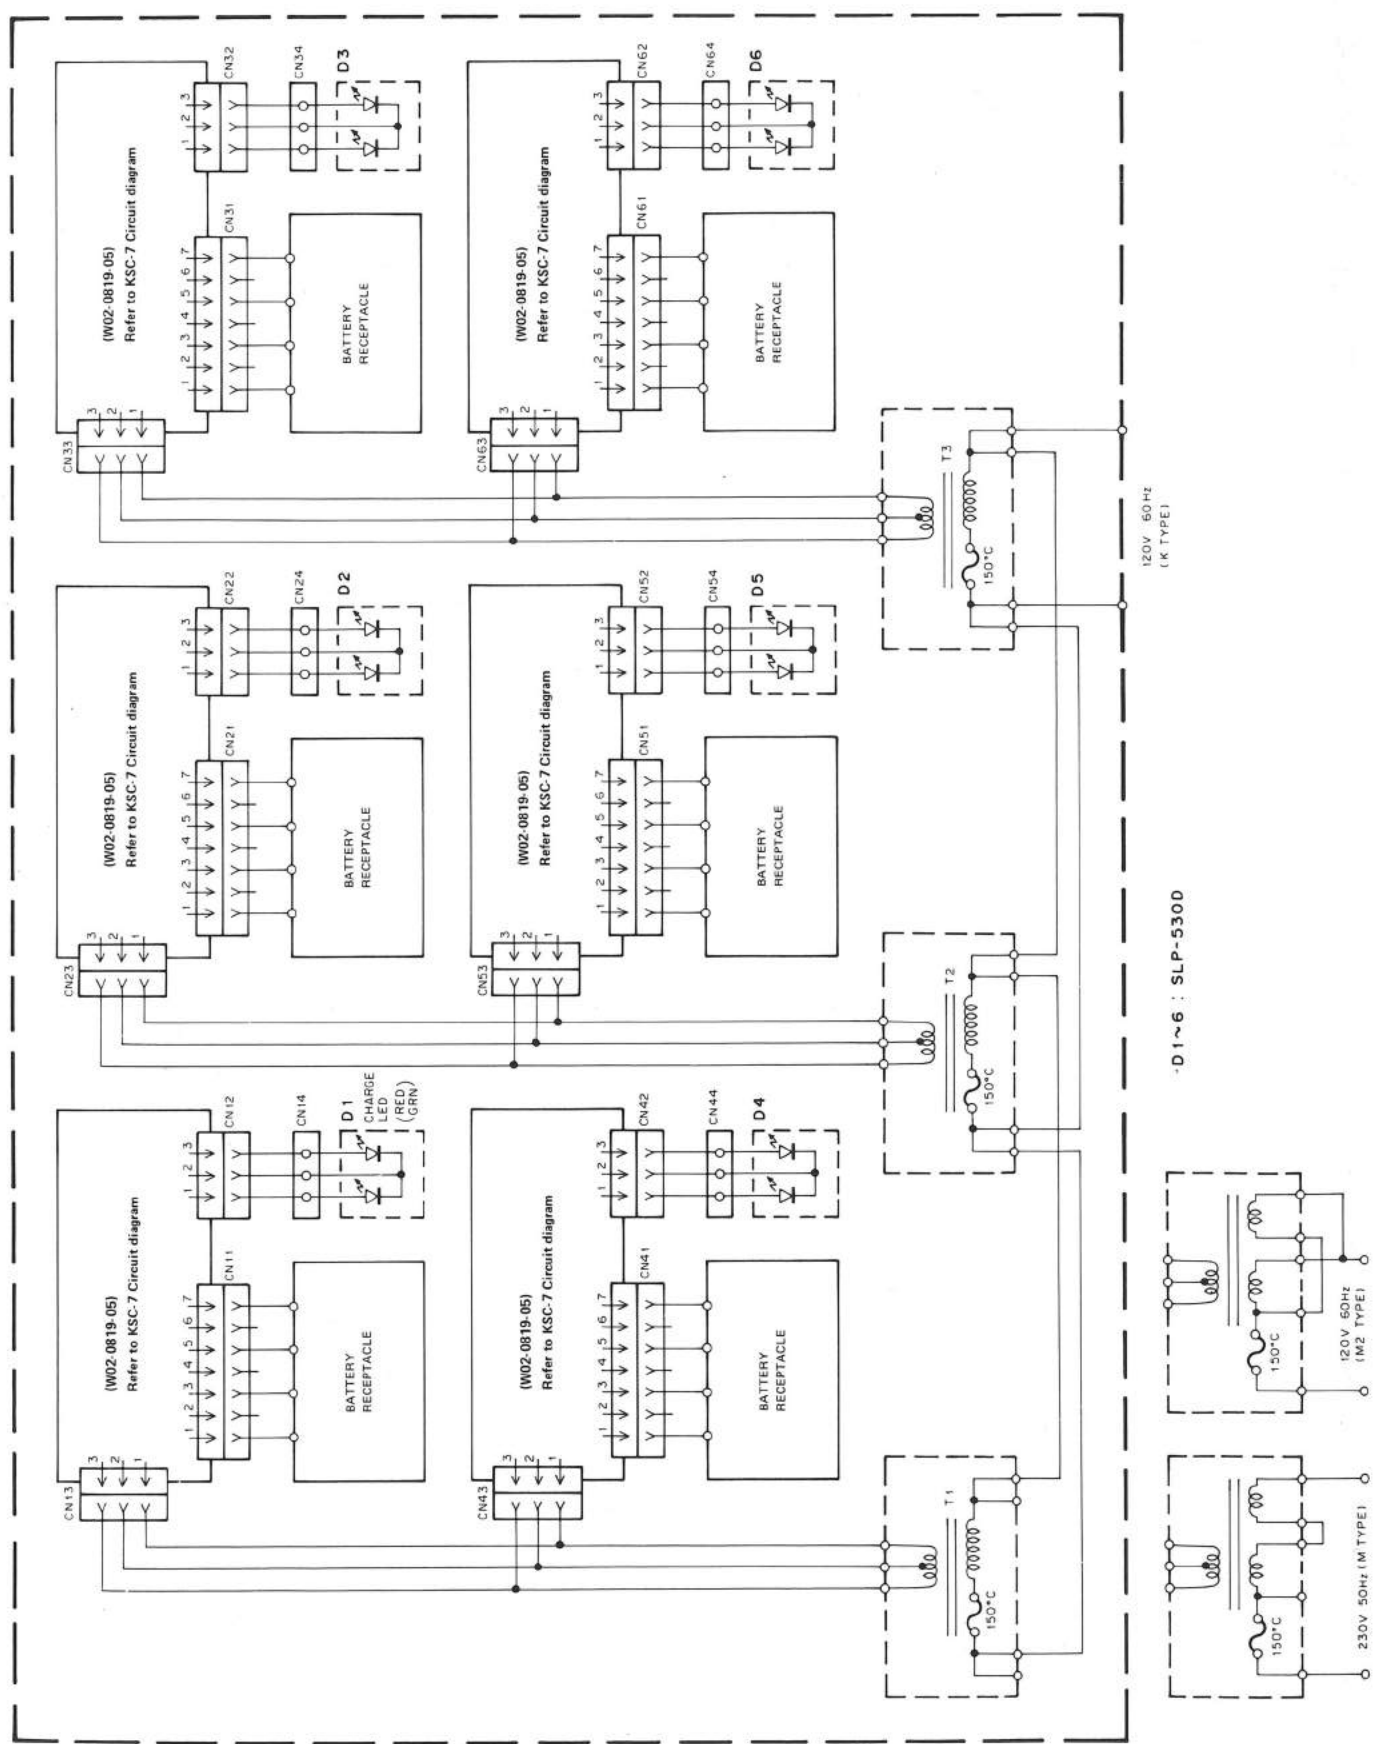 (W02-0819-05)
Refer to KSC-7 Circuit diagram
CN13
3
2
1
1 2 3 4 5 6 7
CN11
1 2 3
CN12
CN14
D1
CHARGE
LED
(RED
GRN)
BATTERY
RECEPTACLE
(W02-0819-05)
Refer to KSC-7 Circuit diagram
CN23
3
2
1
1 2 3 4 5 6 7
CN21
1 2 3
CN22
CN24
D2
BATTERY
RECEPTACLE
(W02-0819-05)
Refer to KSC-7 Circuit diagram
CN33
3
2
1
1 2 3 4 5 6 7
CN31
1 2 3
CN32
CN34
D3
BATTERY
RECEPTACLE
(W02-0819-05)
Refer to KSC-7 Circuit diagram
CN43
3
2
1
1 2 3 4 5 6 7
CN41
1 2 3
CN42
CN44
D4
BATTERY
RECEPTACLE
(W02-0819-05)
Refer to KSC-7 Circuit diagram
CN53
3
2
1
1 2 3 4 5 6 7
CN51
1 2 3
CN52
CN54
D5
BATTERY
RECEPTACLE
(W02-0819-05)
Refer to KSC-7 Circuit diagram
CN63
3
2
1
1 2 3 4 5 6 7
CN61
1 2 3
CN62
CN64
D6
BATTERY
RECEPTACLE
T1
150°C
T2
150°C
T3
150°C
120V 60Hz
(K TYPE)
150°C
230V 50Hz (M TYPE)
150°C
120V 60Hz
(M2 TYPE)
·D1~6 : SLP-530D